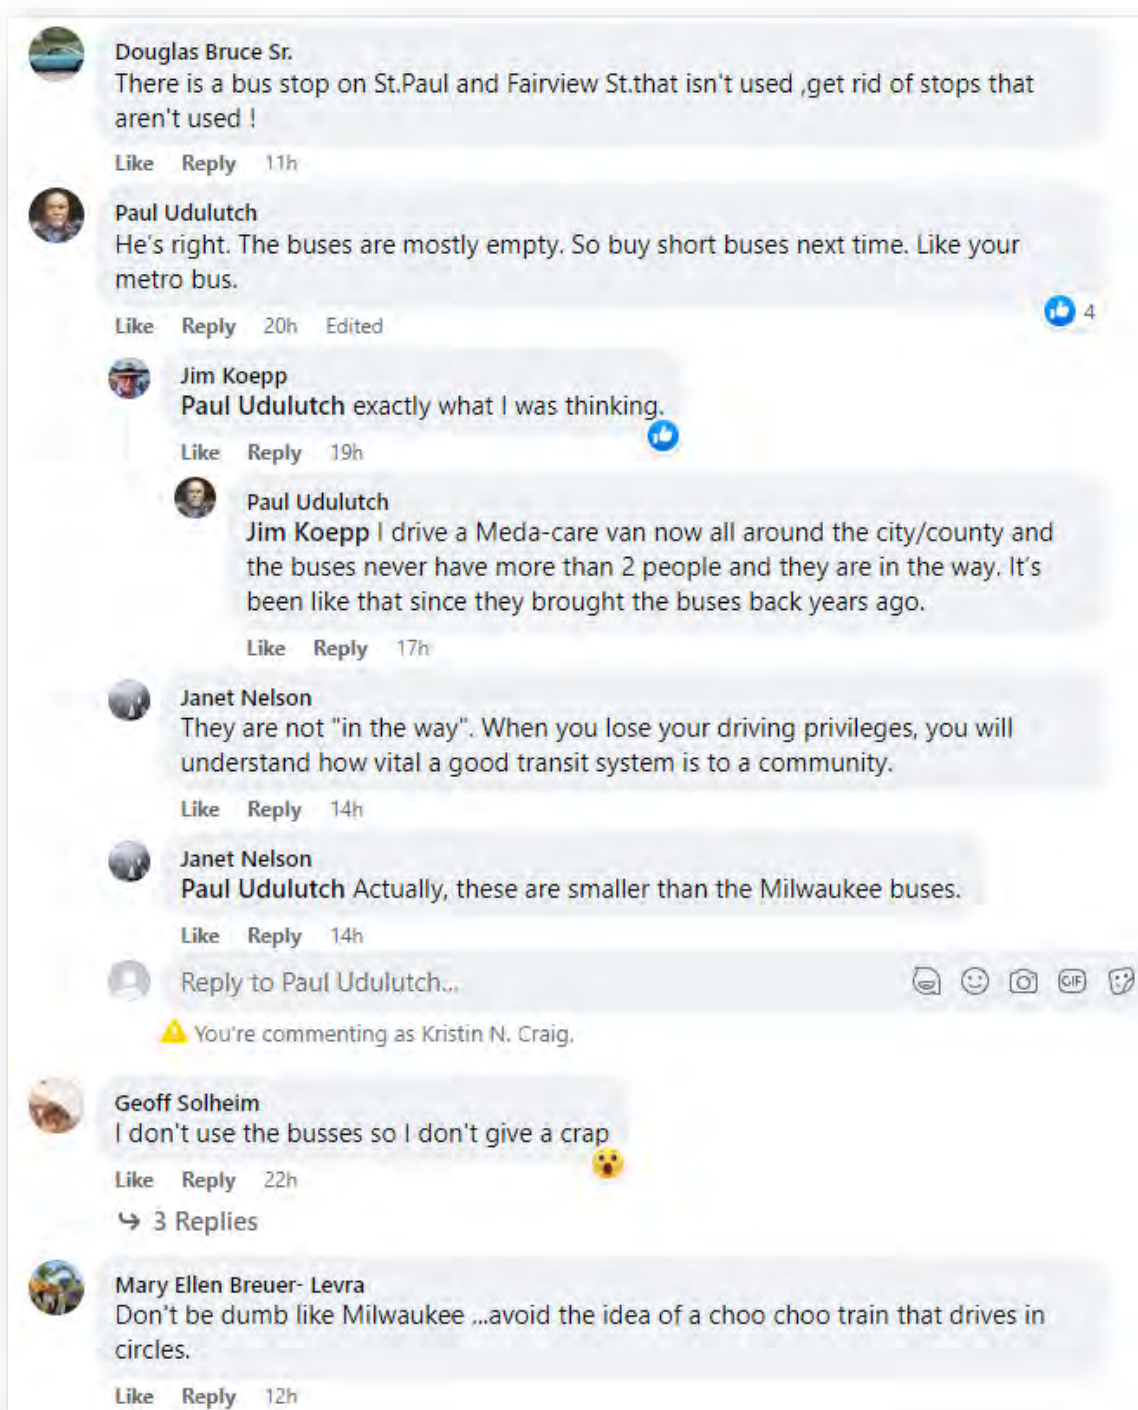 Douglas Bruce Sr.
There is a bus stop on St.Paul and Fairview St.that isn't used ,get rid of stops that
aren't used !
Like Reply 11h
Paul Udulutch
He's right. The buses are mostly empty. So buy short buses next time. Like your
metro bus.
4
Like Reply 20h Edited
Jim Koepp
Paul Udulutch exactly what I was thinking.
Like Reply 19h
Paul Udulutch
Jim Koepp I drive a Meda-care van now all around the city/county and
the buses never have more than 2 people and they are in the way. It's
been like that since they brought the buses back years ago.
Like Reply 17h
Janet Nelson
They are not "in the way". When you lose your driving privileges, you will
understand how vital a good transit system is to a community.
Like Reply 14h
Janet Nelson
Paul Udulutch Actually, these are smaller than the Milwaukee buses.
Like Reply 14h
Reply to Paul Udulutch...
GIF
You're commenting as Kristin N. Craig.
Geoff Solheim
I don't use the busses so I don't give a crap
Like Reply 22h
3 Replies
Mary Ellen Breuer- Levra
Don't be dumb like Milwaukee ...avoid the idea of a choo choo train that drives in
circles.
Like Reply 12h